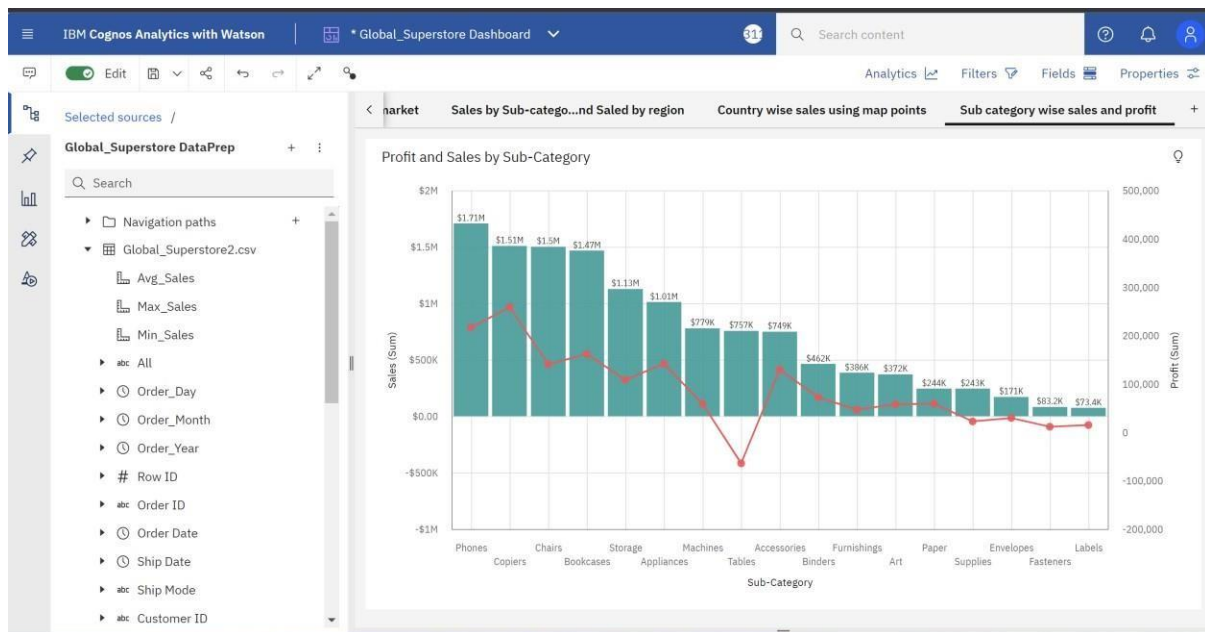 IBM Cognos Analytics with Watson
* Global_Superstore Dashboard
Search content
Edit
Analytics
Filters
Fields
Properties
Selected sources /
Global_Superstore DataPrep
Search
Navigation paths
Global_Superstore2.csv
Avg_Sales
Max_Sales
Min_Sales
abc All
Order_Day
Order_Month
Order_Year
# Row ID
abc Order ID
Order Date
Ship Date
abc Ship Mode
abc Customer ID
Sales by Sub-catego...nd Saled by region
Country wise sales using map points
Sub category wise sales and profit
Profit and Sales by Sub-Category
$2M
$1.5M
$1M
$500K
$0.00
-$500K
-$1M
Sales (Sum)
$1.71M
$1.51M
$1.5M
$1.47M
$1.13M
$1.01M
$779K
$757K
$749K
$462K
$386K
$372K
$244K
$243K
$171K
$83.2K
$73.4K
500,000
400,000
300,000
200,000
100,000
0
-100,000
-200,000
Profit (Sum)
Phones Chairs Storage Machines Accessories Furnishings Paper Envelopes Labels
Copiers Bookcases Appliances Tables Binders Art Supplies Fasteners
Sub-Category